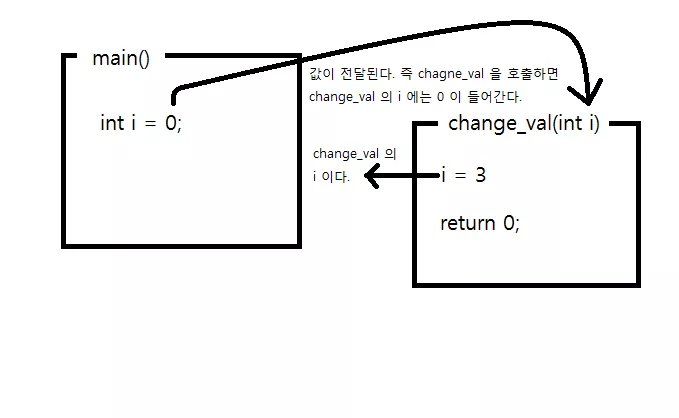 main()
int i = 0;
값이 전달된다. 즉 chagne_val 을 호출하면
change_val 의 i 에는 0 이 들어간다.
change_val(int i)
change_val 의
i 이다.
i = 3
return 0;